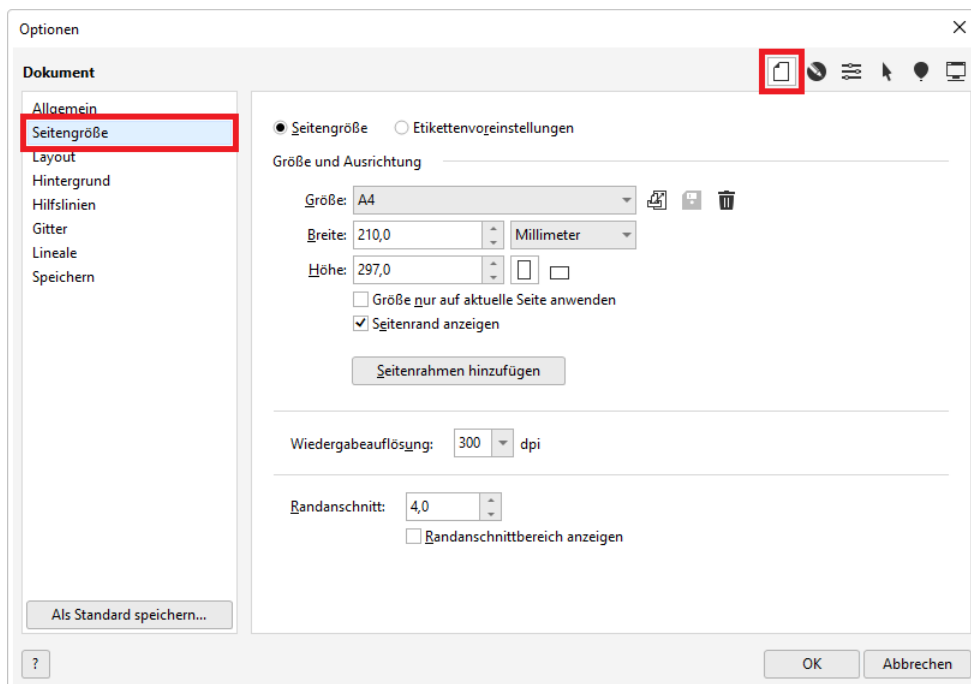 Optionen
Dokument
Allgemein
Seitengröße
Layout
Hintergrund
Hilfslinien
Gitter
Lineale
Speichern
Als Standard speichern...
Seitengröße Etikettenvoreinstellungen
Größe und Ausrichtung
Größe: A4
Breite: 210,0 Millimeter
Höhe: 297,0
Größe nur auf aktuelle Seite anwenden
Seitenrand anzeigen
Seitenrahmen hinzufügen
Wiedergabeauflösung: 300 dpi
Randanschnitt: 4,0
Randanschnittbereich anzeigen
? OK Abbrechen